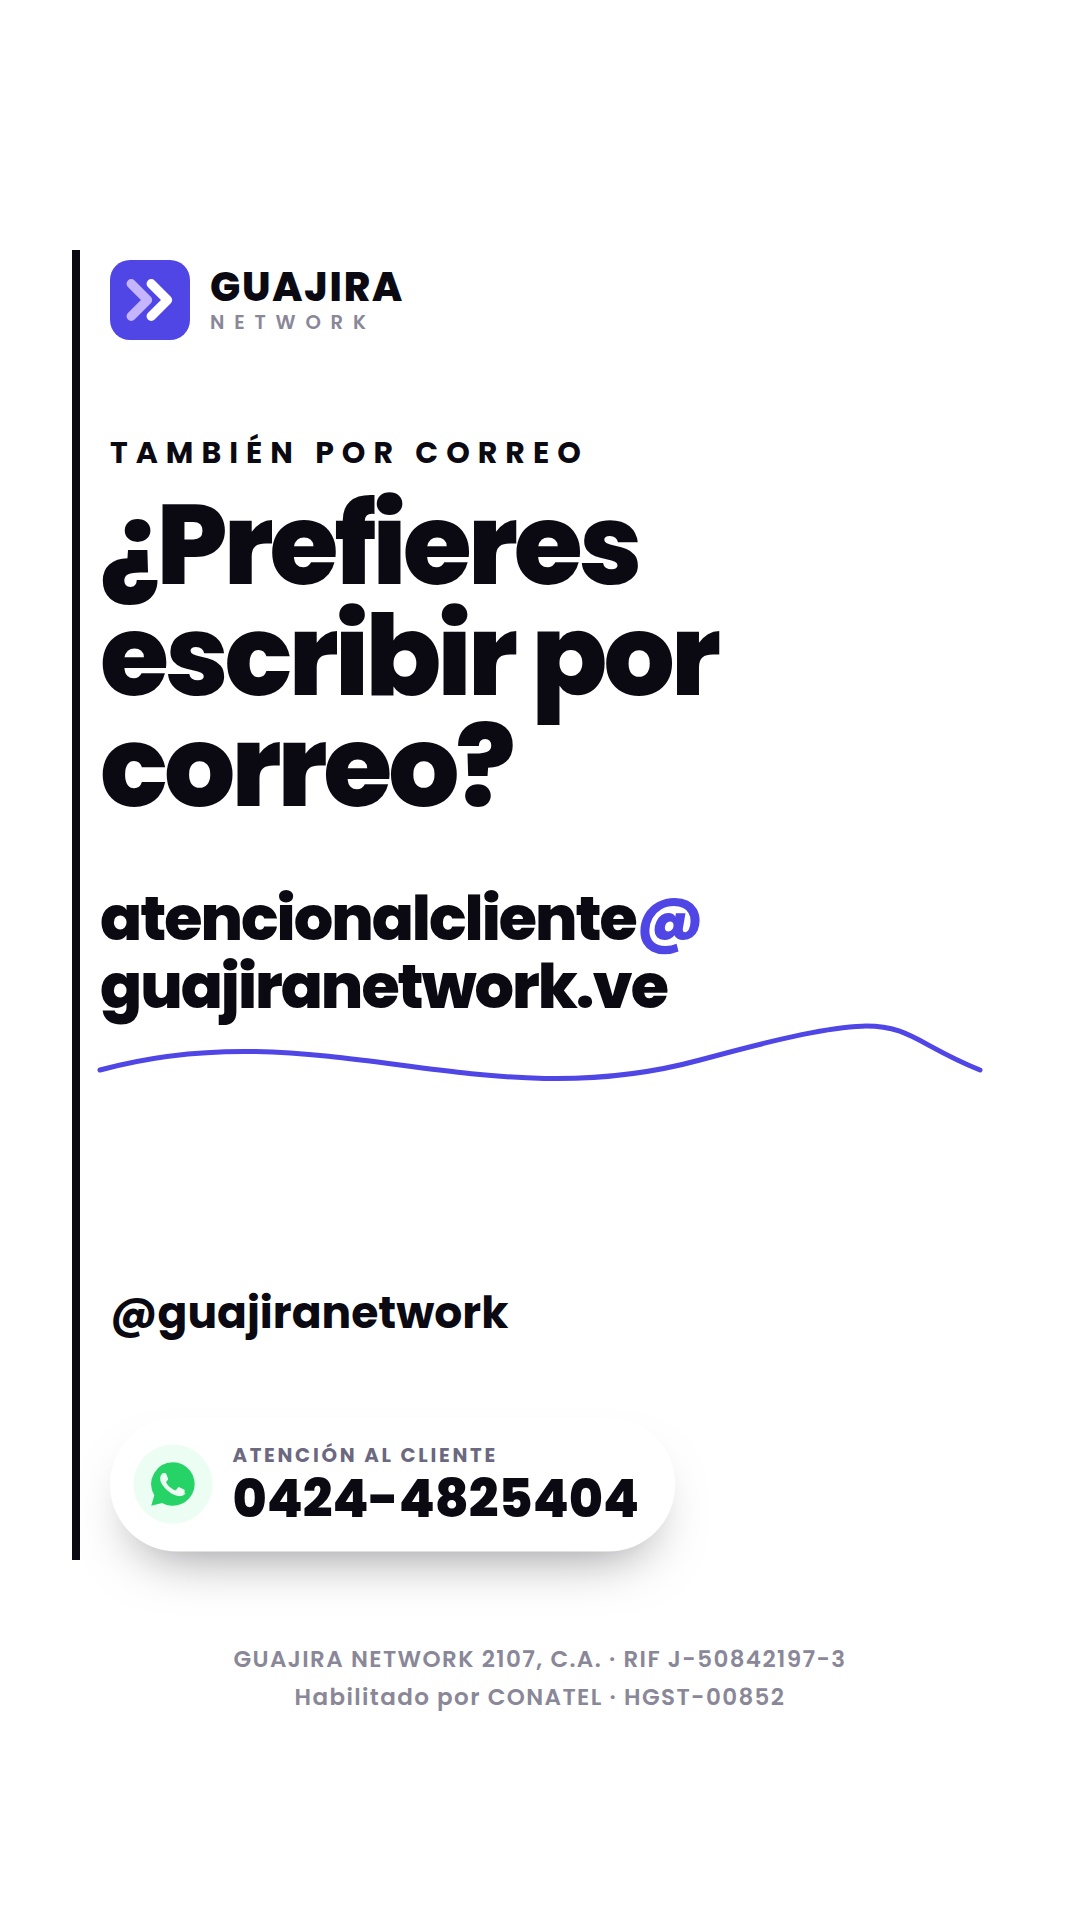 GUAJIRA
NETWORK
TAMBIÉN POR CORREO
¿Prefieres
escribir por
correo?
atencionalcliente@
guajiranetwork.ve
@guajiranetwork
ATENCIÓN AL CLIENTE
0424-4825404
GUAJIRA NETWORK 2107, C.A. · RIF J-50842197-3
Habilitado por CONATEL · HGST-00852